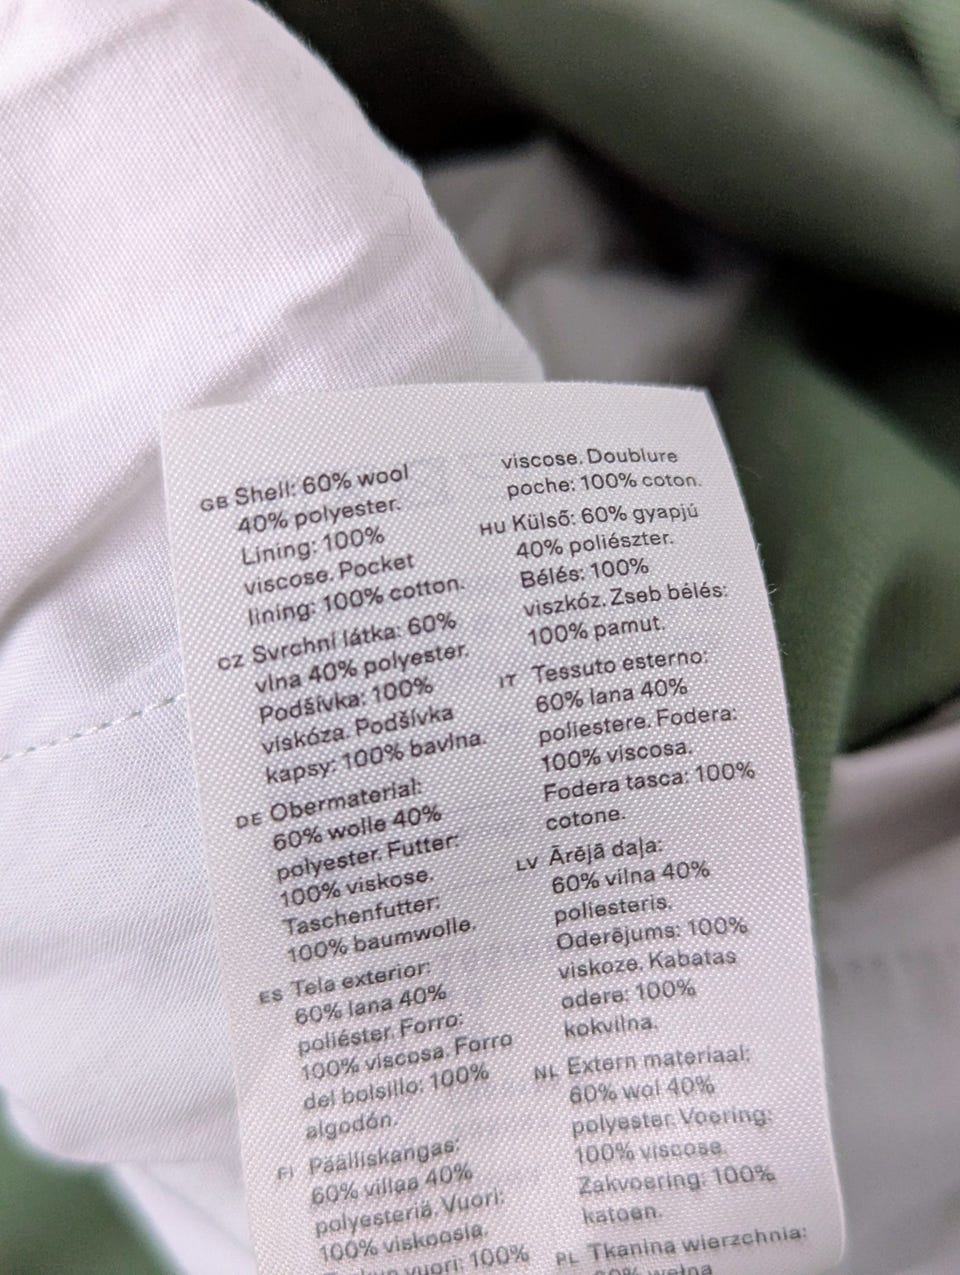 GB Shell: 60% wool
40% polyester.
Lining: 100%
viscose. Pocket
lining: 100% cotton.
CZ Svrchní látka: 60%
vlna 40% polyester.
Podšívka: 100%
viskóza. Podšívka
kapsy: 100% bavlna.
DE Obermaterial:
60% wolle 40%
polyester. Futter:
100% viskose.
Taschenfutter:
100% baumwolle.
ES Tela exterior:
60% lana 40%
poliéster. Forro:
100% viscosa. Forro
del bolsillo: 100%
algodón.
FI Päälliskangas:
60% villaa 40%
polyesteriä. Vuori:
100% viskoosia.
vuori: 100%
viscose. Doublure
poche: 100% coton.
HU Külső: 60% gyapjú
40% poliészter.
Bélés: 100%
viszkóz. Zseb bélés:
100% pamut.
IT Tessuto esterno:
60% lana 40%
poliestere. Fodera:
100% viscosa.
Fodera tasca: 100%
cotone.
LV Ārējā daļa:
60% vilna 40%
poliesteris.
Oderējums: 100%
viskoze. Kabatas
odere: 100%
kokvilna.
NL Extern materiaal:
60% wol 40%
polyester. Voering:
100% viscose.
Zakvoering: 100%
katoen.
PL Tkanina wierzchnia:
wełna